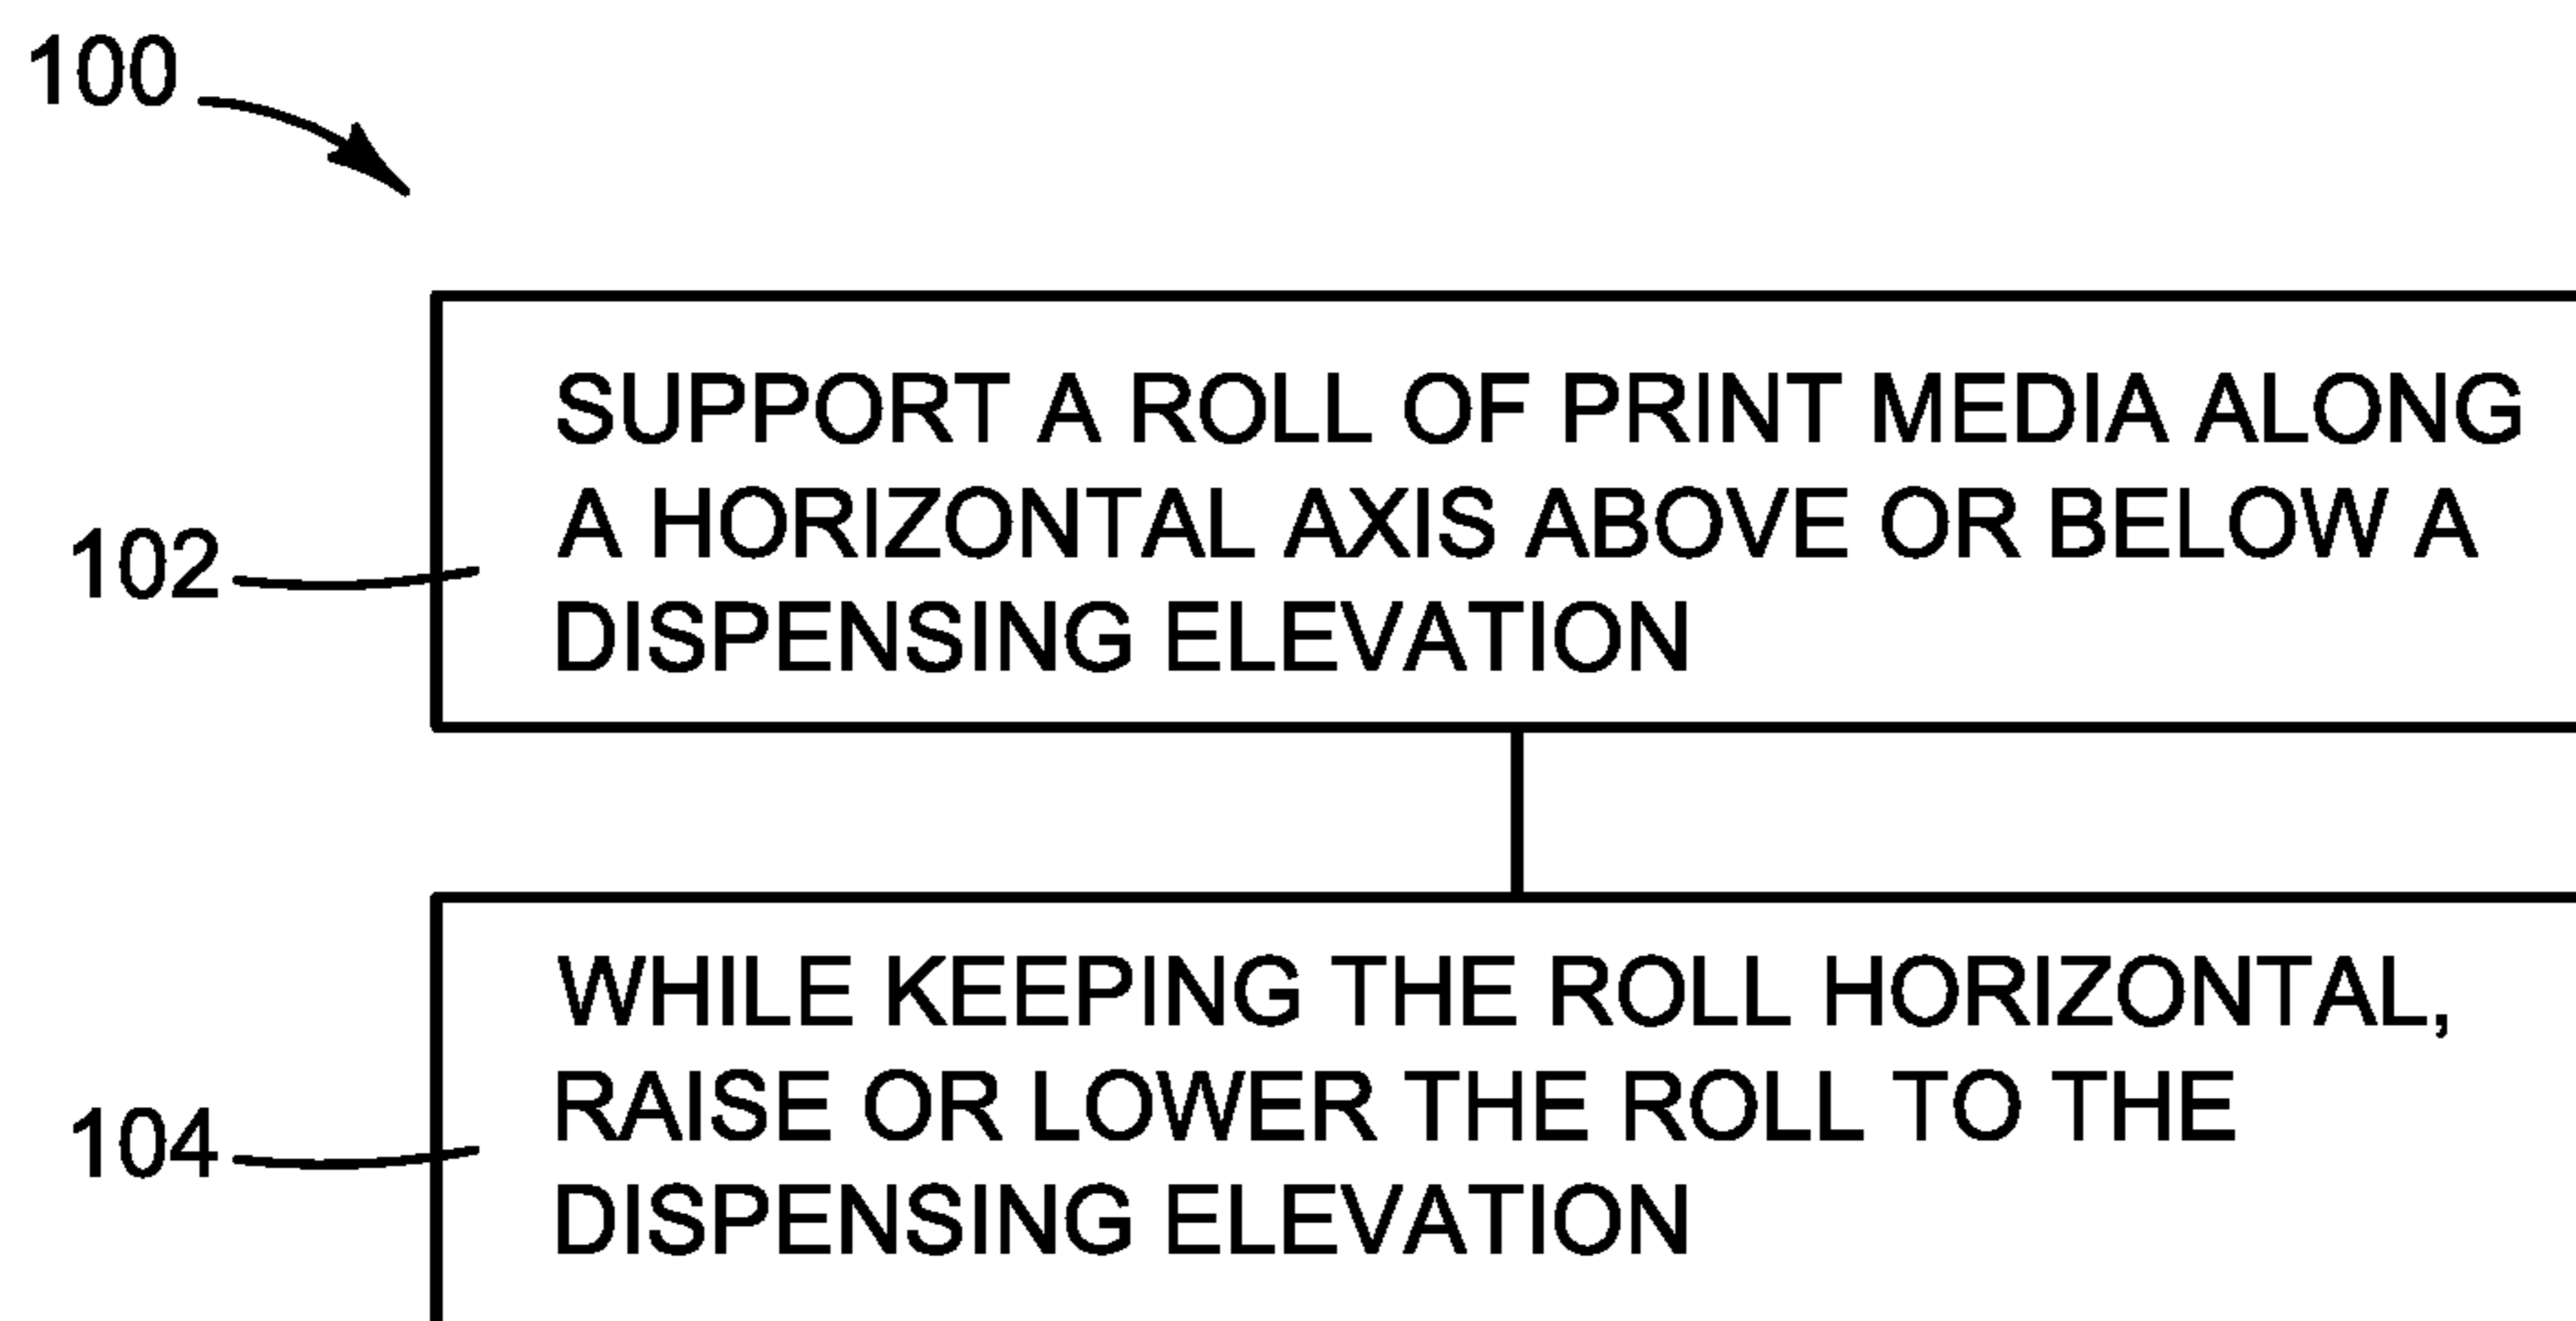 100
SUPPORT A ROLL OF PRINT MEDIA ALONG
A HORIZONTAL AXIS ABOVE OR BELOW A
102
DISPENSING ELEVATION
WHILE KEEPING THE ROLL HORIZONTAL,
RAISE OR LOWER THE ROLL TO THE
104
DISPENSING ELEVATION